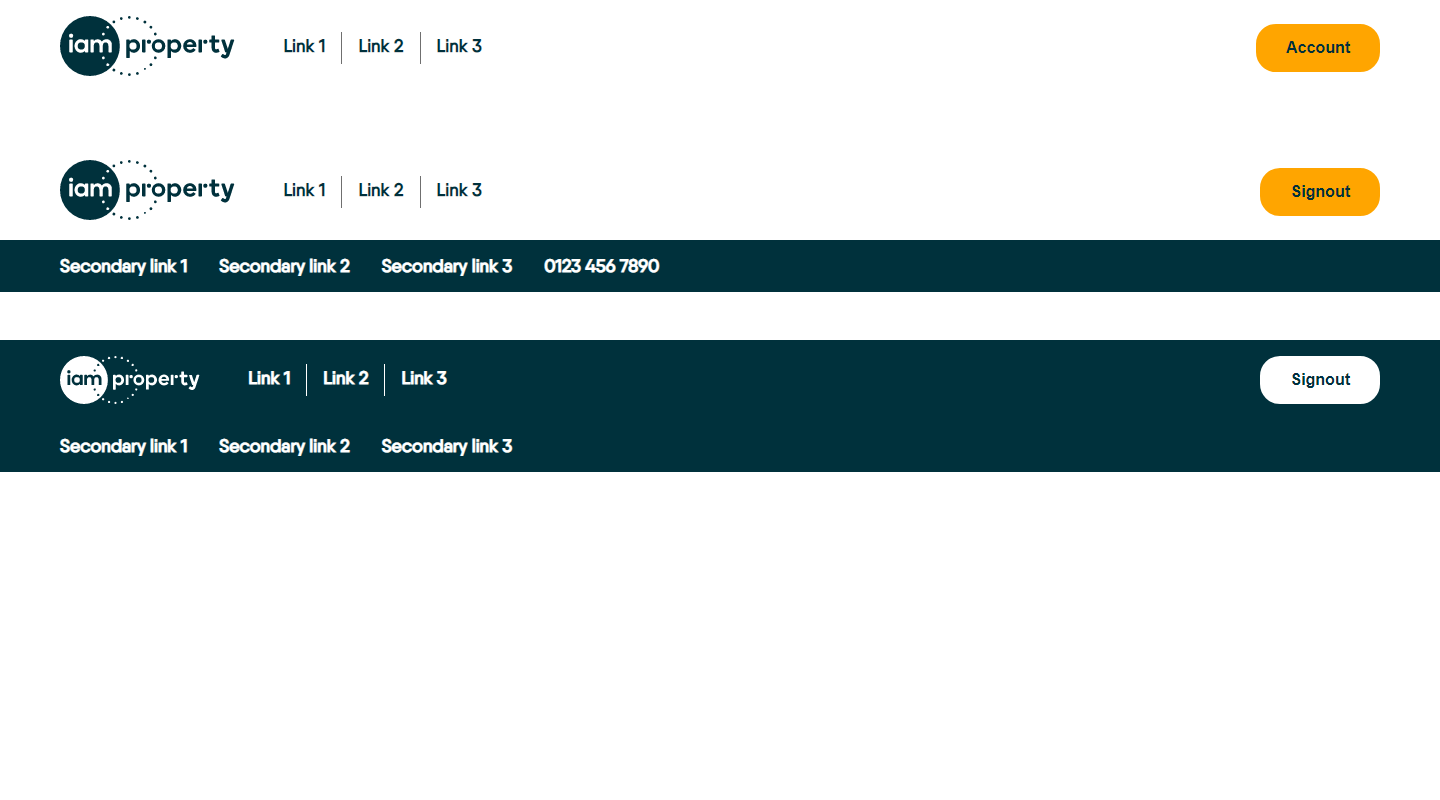 iam property Link 1 Link 2 Link 3 Account
iam property Link 1 Link 2 Link 3 Signout
Secondary link 1 Secondary link 2 Secondary link 3 0123 456 7890
iam property Link 1 Link 2 Link 3 Signout
Secondary link 1 Secondary link 2 Secondary link 3